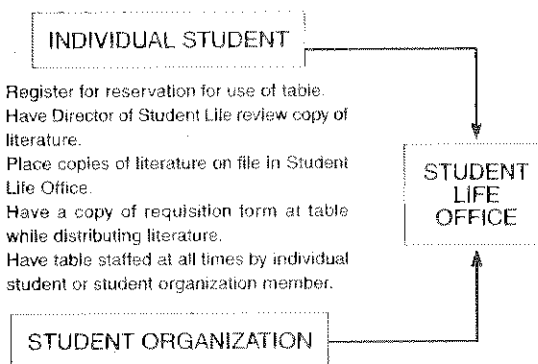 INDIVIDUAL STUDENT
Register for reservation for use of table.
Have Director of Student Life review copy of
literature.
Place copies of literature on file in Student
Life Office.
Have a copy of requisition form at table
while distributing literature.
Have table staffed at all times by individual
student or student organization member.
STUDENT
LIFE
OFFICE
STUDENT ORGANIZATION